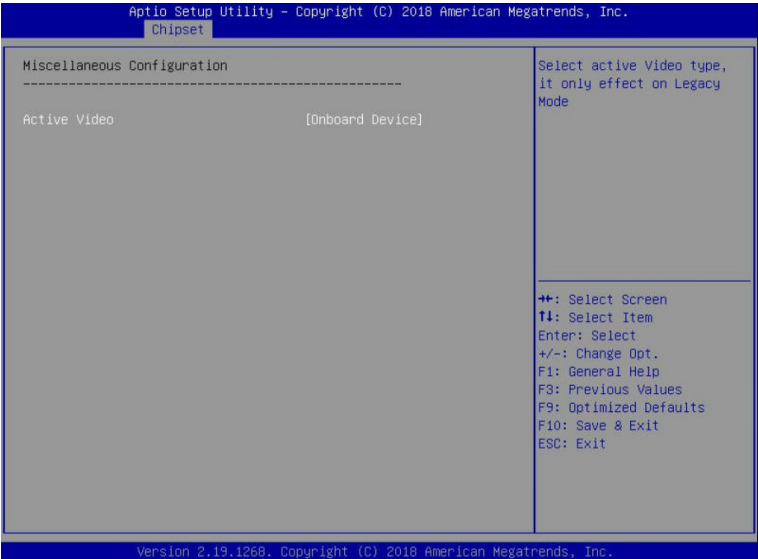 Aptio Setup Utility – Copyright (C) 2018 American Megatrends, Inc.
Chipset
Miscellaneous Configuration
--------------------------------------------------
Active Video [Onboard Device]
Select active Video type,
it only effect on Legacy
Mode
→←: Select Screen
↑↓: Select Item
Enter: Select
+/-: Change Opt.
F1: General Help
F3: Previous Values
F9: Optimized Defaults
F10: Save & Exit
ESC: Exit
Version 2.19.1268. Copyright (C) 2018 American Megatrends, Inc.